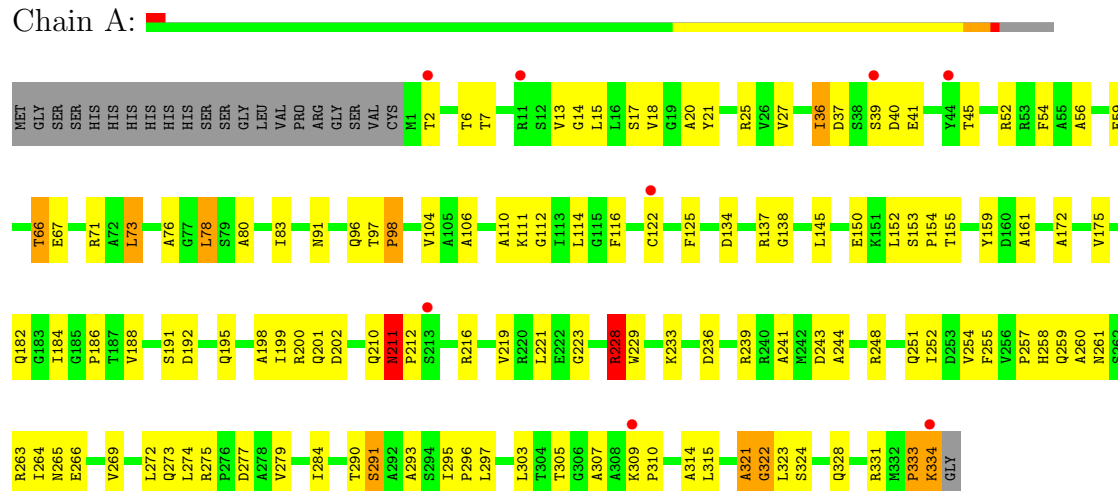 Chain A:
MET GLY SER SER HIS HIS HIS HIS HIS HIS SER SER GLY LEU VAL PRO ARG GLY SER VAL CYS M1 T2 T6 T7 R11 S12 V13 G14 L15 L16 S17 V18 G19 A20 Y21 R25 V26 V27 I36 D37 S38 S39 D40 E41 Y44 T45 R52 R53 F54 A55 A56
T66 E67 R71 A72 L73 A76 G77 L78 S79 A80 I83 N91 Q96 T97 P98 V104 A105 A106 A110 K111 G112 I113 L114 G115 F116 C122 F125 D134 R137 G138 L145 E150 K151 L152 S153 P154 T155 Y159 D160 A161 A172 V175
Q182 G183 I184 G185 P186 T187 V188 S191 D192 Q195 A198 I199 R200 Q201 D202 Q210 N211 P212 S213 R216 V219 R220 L221 E222 G223 R228 W229 K233 D236 R239 R240 A241 M242 D243 A244 R248 Q251 I252 D253 V254 F255 V256 P257 H258 Q259 A260 N261
R263 I264 N265 E266 V269 L272 Q273 L274 R275 P276 D277 A278 V279 I284 T290 S291 A292 A293 S294 I295 P296 L297 L303 T304 T305 G306 A307 A308 K309 P310 A314 L315 A321 G322 L323 S324 Q328 R331 M332 P333 K334 GLY